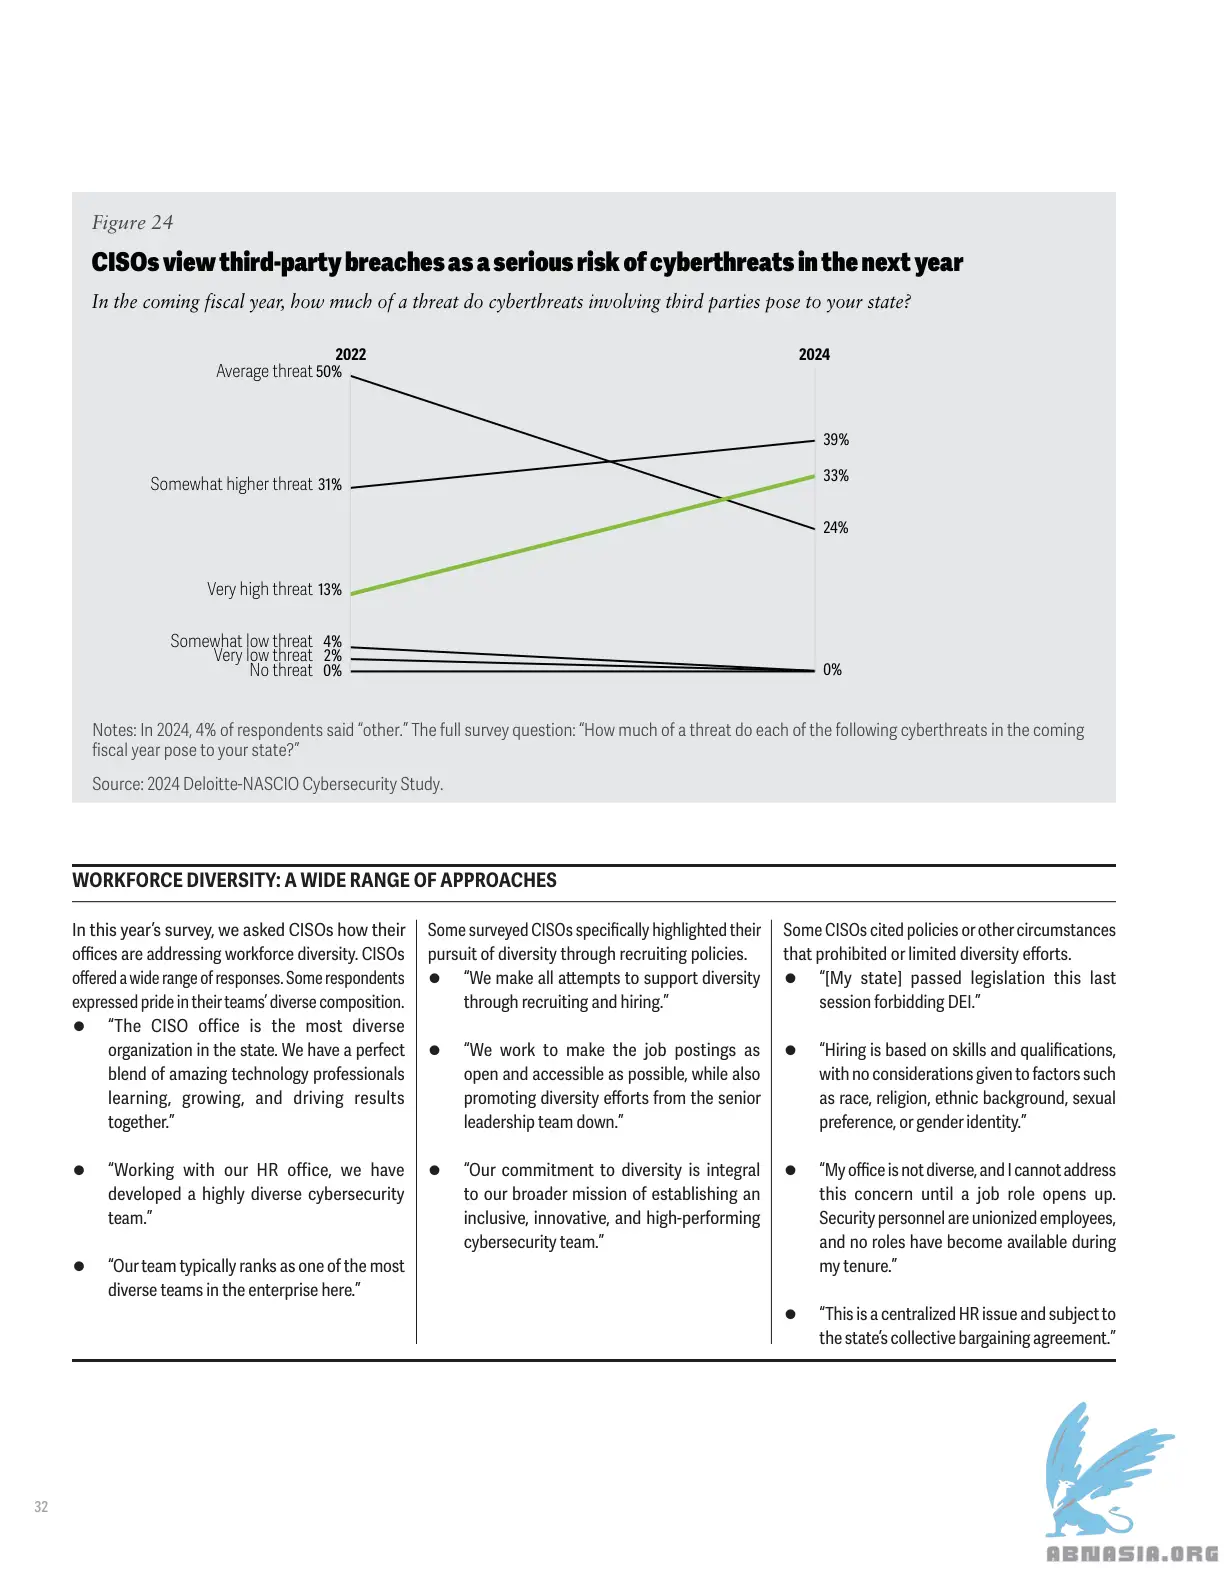 Figure 24
CISOs view third-party breaches as a serious risk of cyberthreats in the next year
In the coming fiscal year, how much of a threat do cyberthreats involving third parties pose to your state?
2022 2024
Average threat 50%
39%
33%
Somewhat higher threat 31%
24%
Very high threat 13%
Somewhat low threat 4%
Very low threat 2%
No threat 0% 0%
Notes: In 2024, 4% of respondents said “other.” The full survey question: “How much of a threat do each of the following cyberthreats in the coming
fiscal year pose to your state?”
Source: 2024 Deloitte-NASCIO Cybersecurity Study.
WORKFORCE DIVERSITY: A WIDE RANGE OF APPROACHES
In this year’s survey, we asked CISOs how their
offices are addressing workforce diversity. CISOs
offered a wide range of responses. Some respondents
expressed pride in their teams’ diverse composition.
● “The CISO office is the most diverse
organization in the state. We have a perfect
blend of amazing technology professionals
learning, growing, and driving results
together.”
● “Working with our HR office, we have
developed a highly diverse cybersecurity
team.”
● “Our team typically ranks as one of the most
diverse teams in the enterprise here.”
Some surveyed CISOs specifically highlighted their
pursuit of diversity through recruiting policies.
● “We make all attempts to support diversity
through recruiting and hiring.”
● “We work to make the job postings as
open and accessible as possible, while also
promoting diversity efforts from the senior
leadership team down.”
● “Our commitment to diversity is integral
to our broader mission of establishing an
inclusive, innovative, and high-performing
cybersecurity team.”
Some CISOs cited policies or other circumstances
that prohibited or limited diversity efforts.
● “[My state] passed legislation this last
session forbidding DEI.”
● “Hiring is based on skills and qualifications,
with no considerations given to factors such
as race, religion, ethnic background, sexual
preference, or gender identity.”
● “My office is not diverse, and I cannot address
this concern until a job role opens up.
Security personnel are unionized employees,
and no roles have become available during
my tenure.”
● “This is a centralized HR issue and subject to
the state’s collective bargaining agreement.”
32
ABNASIA.ORG